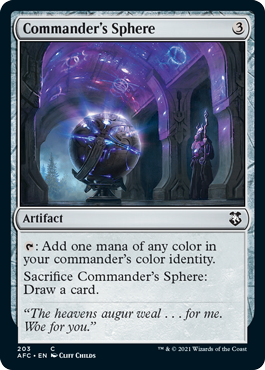 Commander's Sphere 3
Artifact
: Add one mana of any color in
your commander's color identity.
Sacrifice Commander's Sphere:
Draw a card.
"The heavens augur weal . . . for me.
Woe for you."
203 C
AFC • EN CLIFF CHILDS
™ & © 2021 Wizards of the Coast